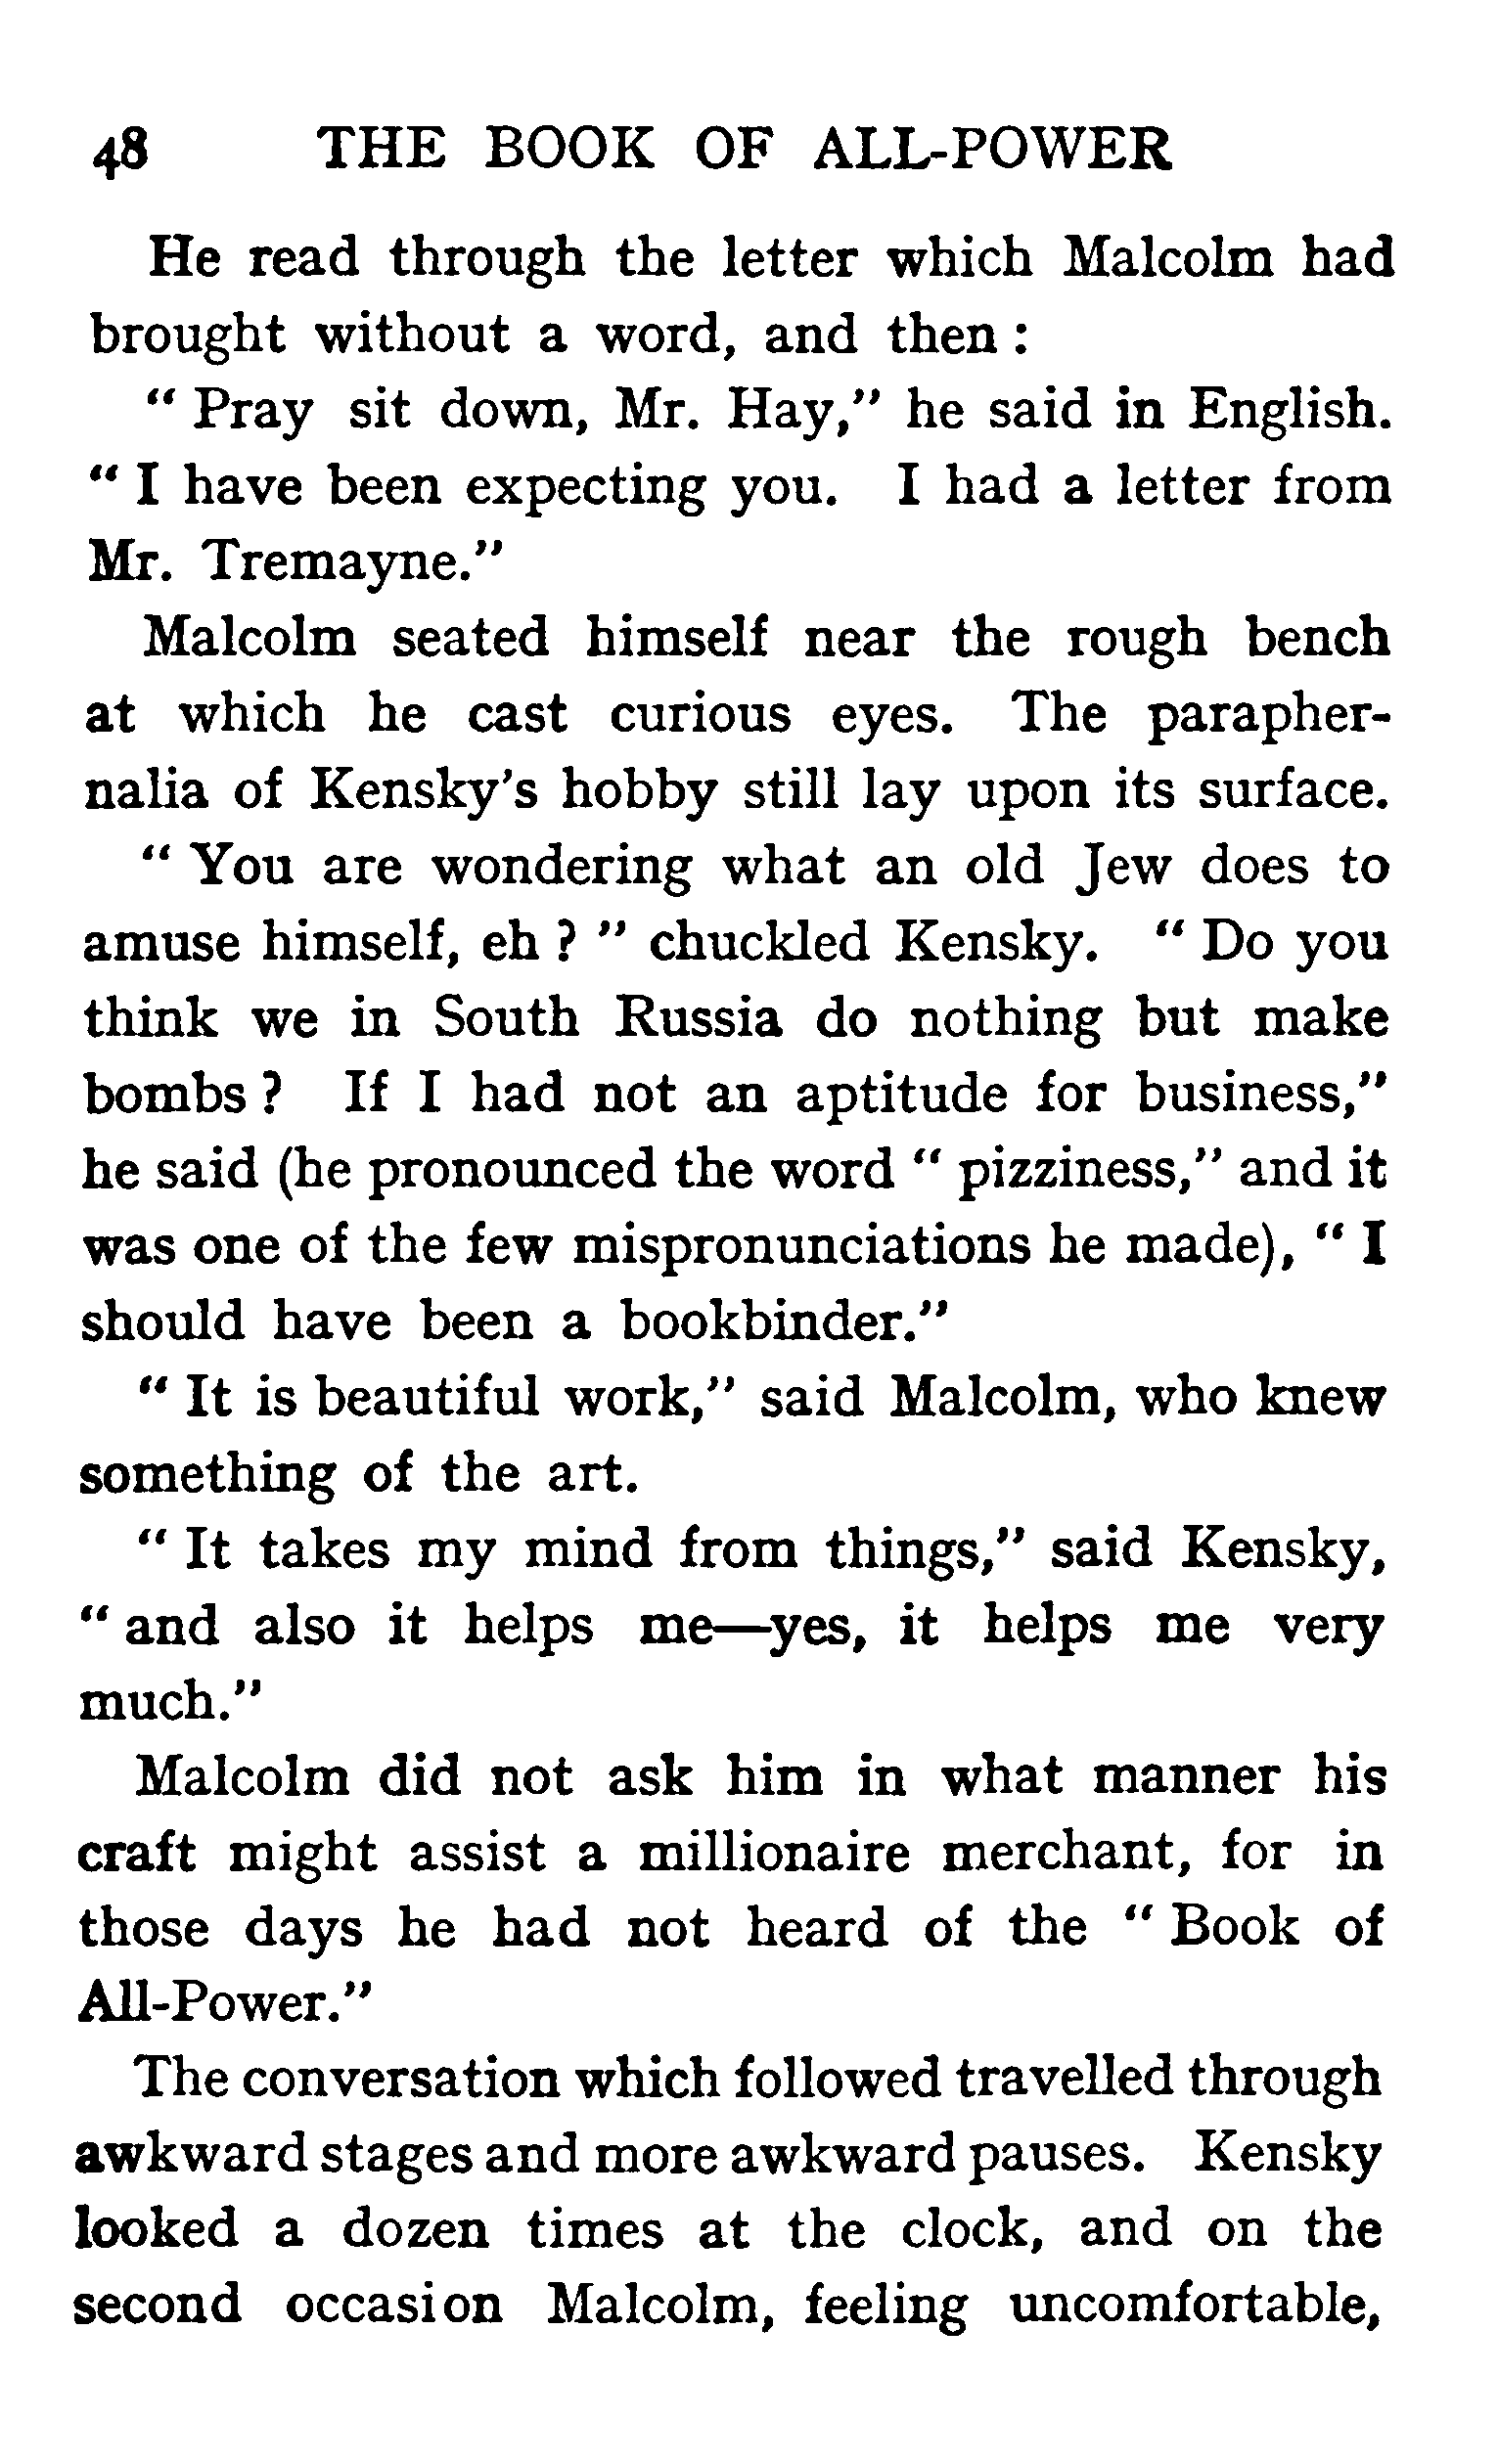 48 THE BOOK OF ALL-POWER
He read through the letter which Malcolm had
brought without a word, and then :
“ Pray sit down, Mr. Hay,” he said in English.
“ I have been expecting you. I had a letter from
Mr. Tremayne.”
Malcolm seated himself near the rough bench
at which he cast curious eyes. The parapher-
nalia of Kensky's hobby still lay upon its surface.
“ You are wondering what an old Jew does to
amuse himself, eh ? ” chuckled Kensky. “ Do you
think we in South Russia do nothing but make
bombs ? If I had not an aptitude for business,”
he said (he pronounced the word “ pizziness,” and it
was one of the few mispronunciations he made), “ I
should have been a bookbinder.”
“ It is beautiful work,” said Malcolm, who knew
something of the art.
“ It takes my mind from things,” said Kensky,
“ and also it helps me—yes, it helps me very
much.”
Malcolm did not ask him in what manner his
craft might assist a millionaire merchant, for in
those days he had not heard of the “ Book of
All-Power.”
The conversation which followed travelled through
awkward stages and more awkward pauses. Kensky
looked a dozen times at the clock, and on the
second occasion Malcolm, feeling uncomfortable,